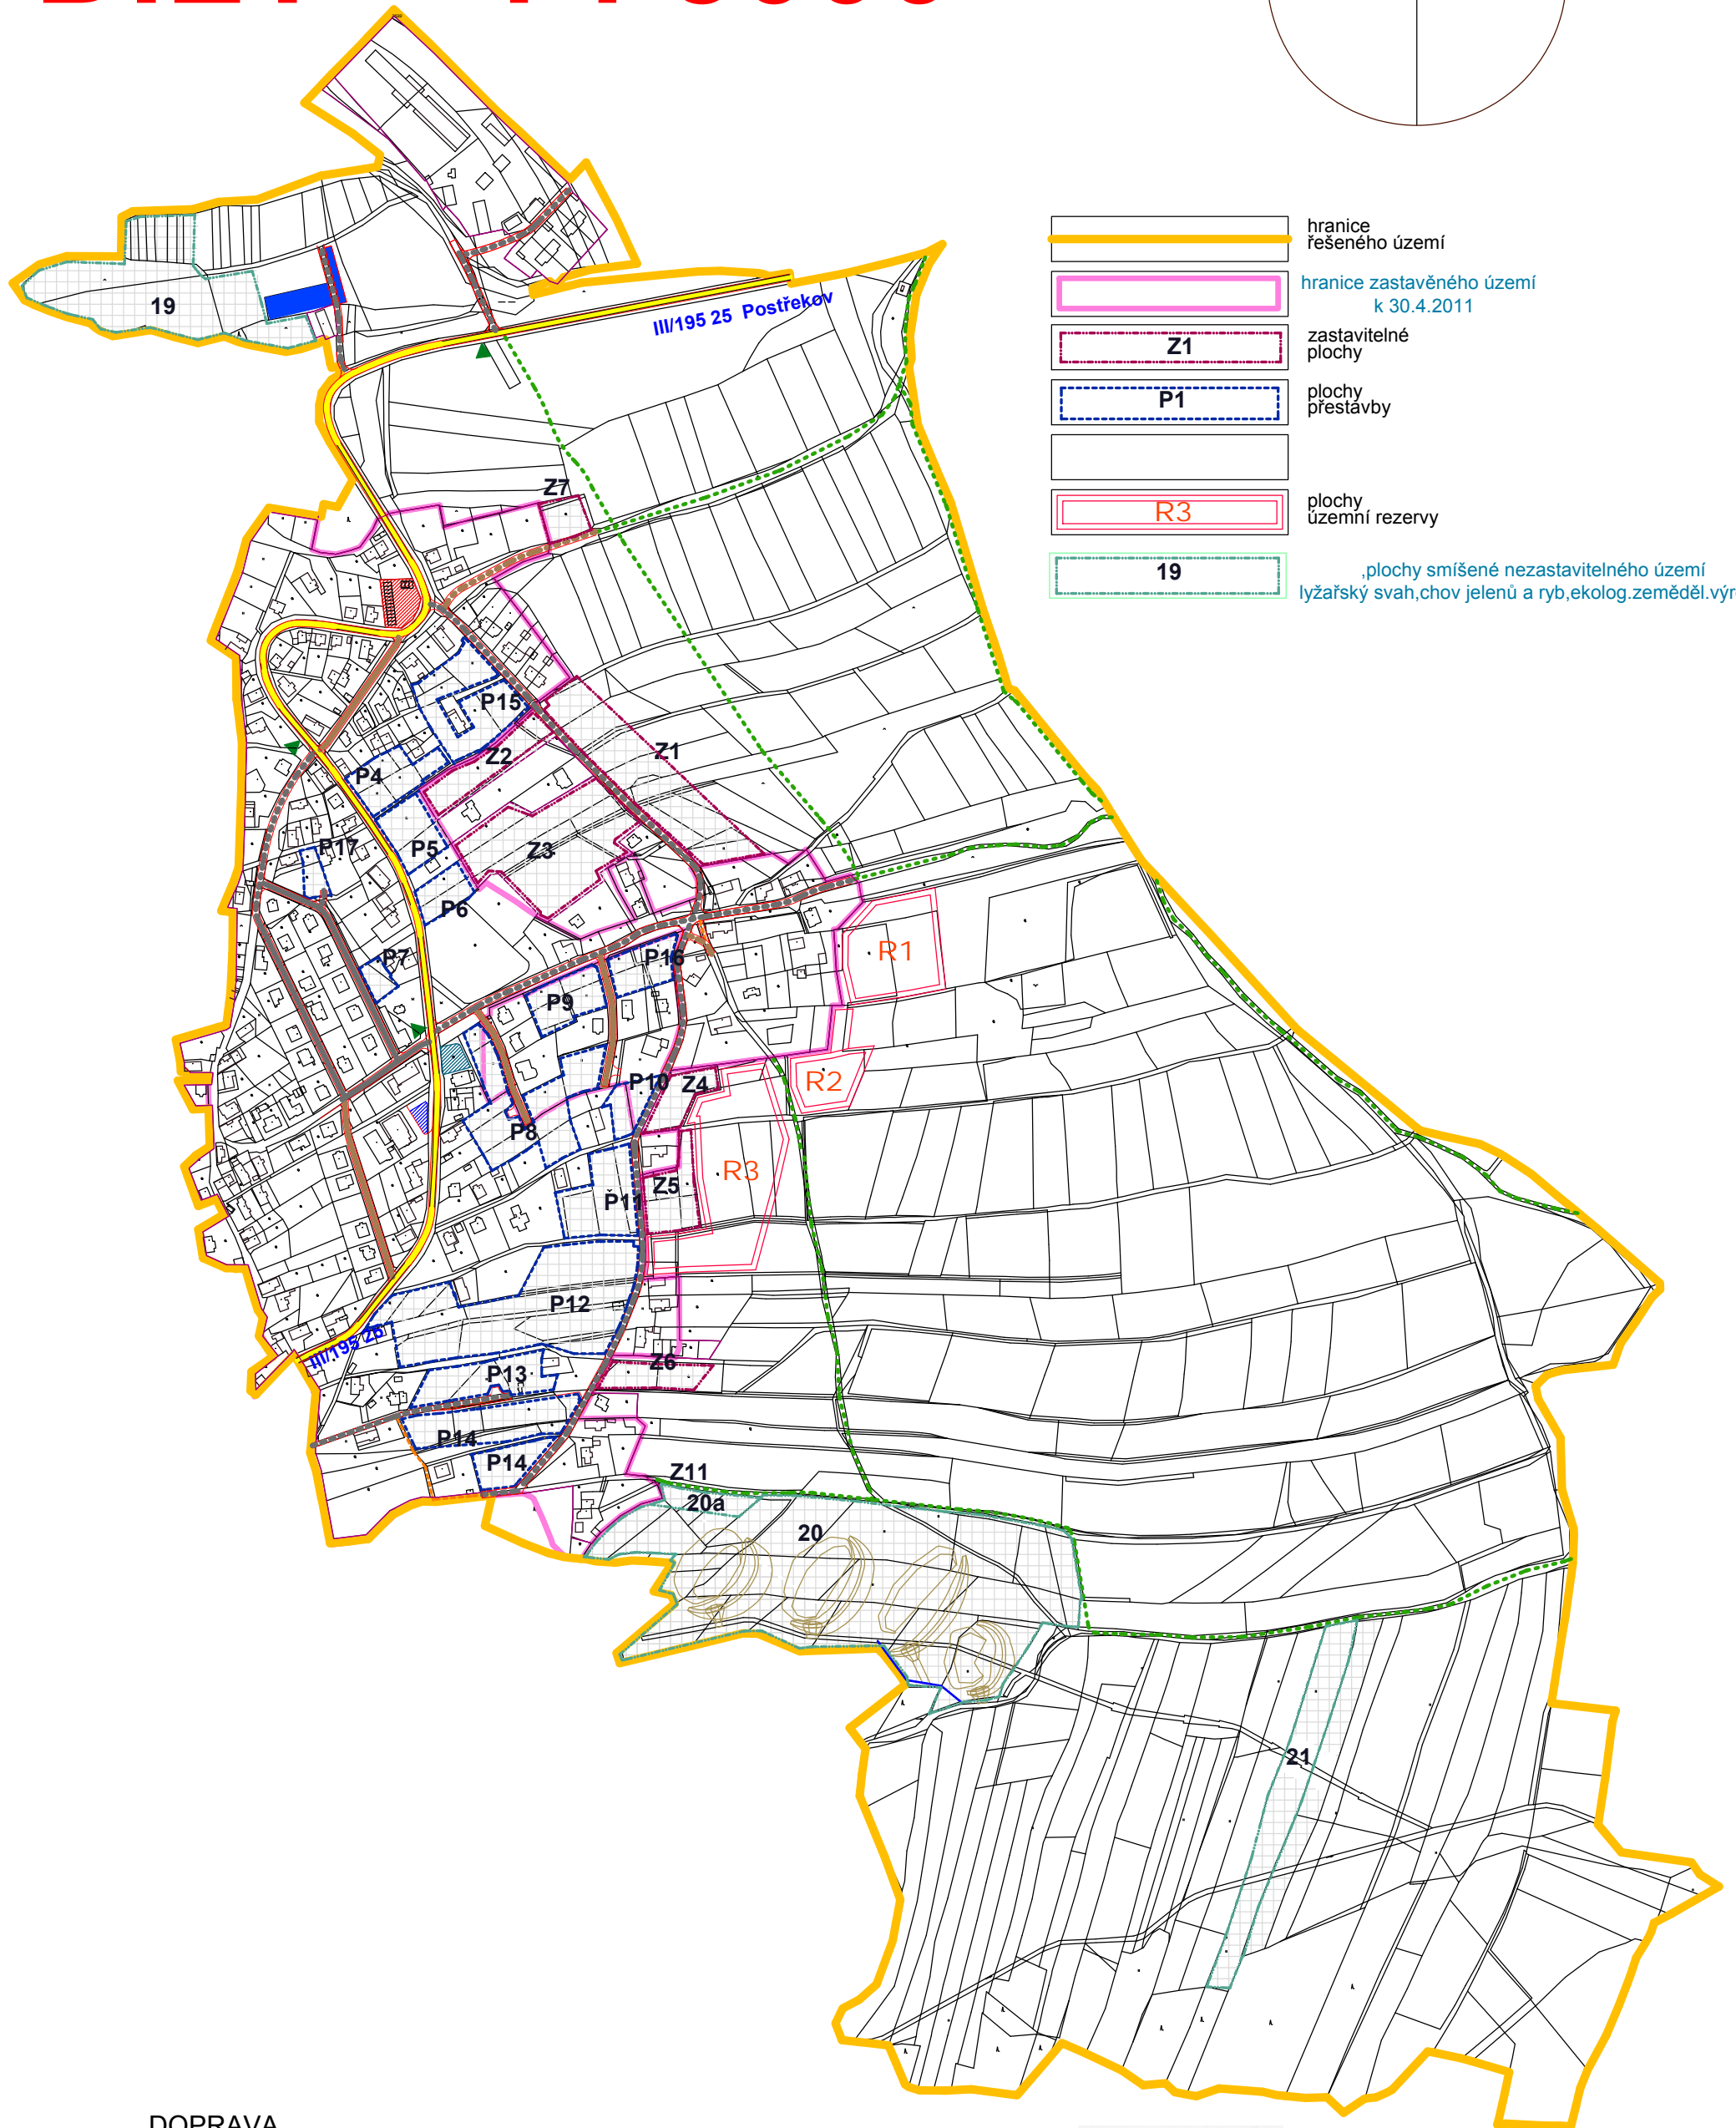 hranice
řešeného území
hranice zastavěného území
k 30.4.2011
Z1
zastavitelné
plochy
P1
plochy
přestavby
R3
plochy
územní rezervy
19
,plochy smíšené nezastavitelného území
lyžařský svah,chov jelenů a ryb,ekolog.zeměděl.výr
19
III/195 25 Postřekov
Z7
P15
Z2
Z1
P4
P17
P5
Z3
P6
P7
P16
R1
P9
P10
Z4
R2
P8
R3
P11
Z5
P12
III/195 26
Z6
P13
P14
P14
Z11
20a
20
21
DOPRAVA